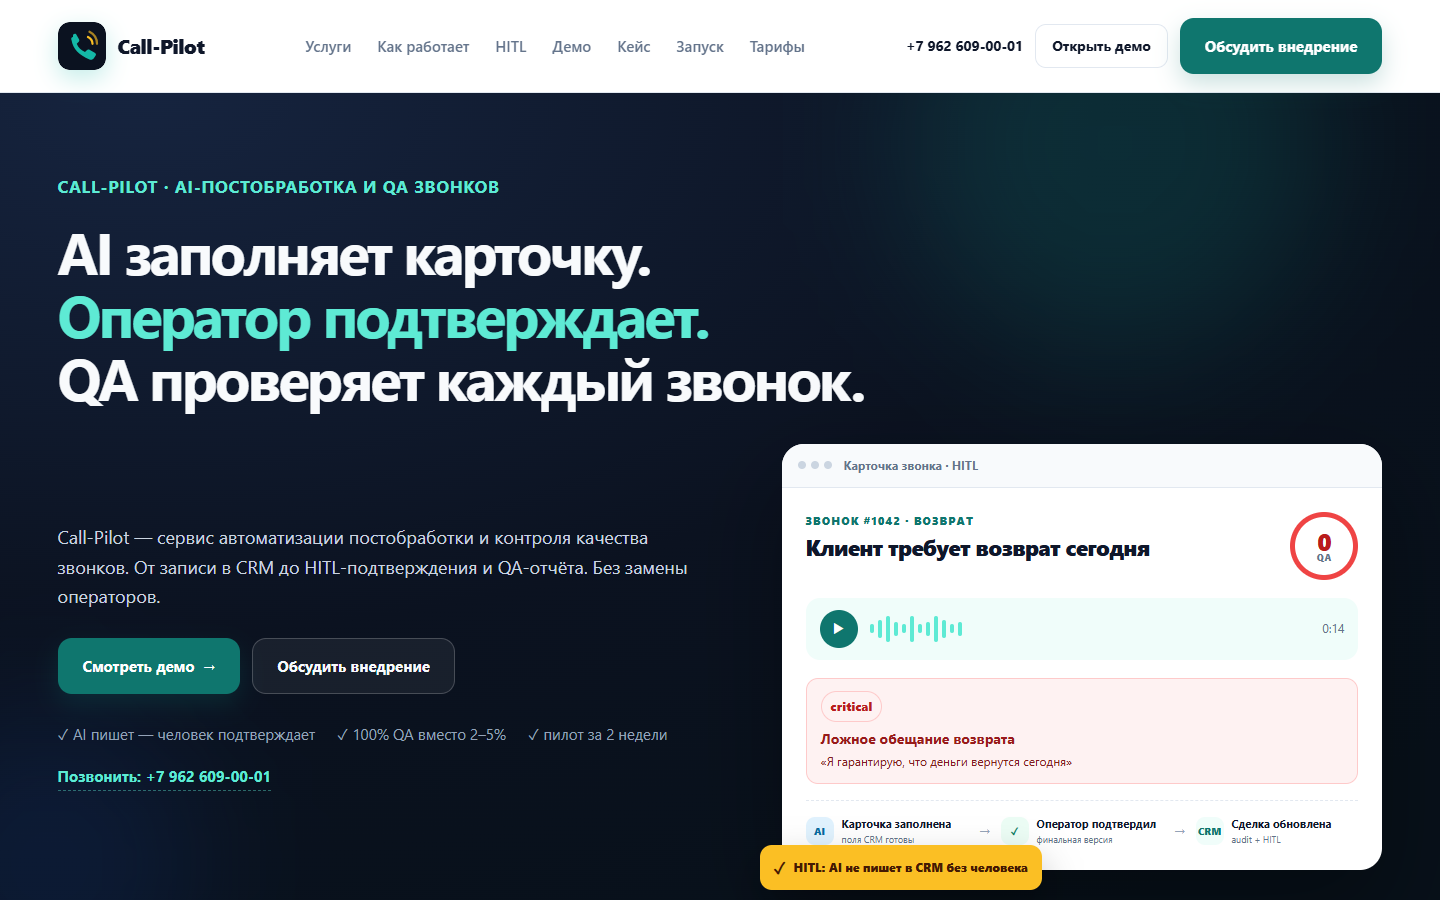 Call-Pilot
Услуги
Как работает
HITL
Демо
Кейс
Запуск
Тарифы
+7 962 609-00-01
Открыть демо
Обсудить внедрение
CALL-PILOT · AI-ПОСТОБРАБОТКА И QA ЗВОНКОВ
AI заполняет карточку.
Оператор подтверждает.
QA проверяет каждый звонок.
Call-Pilot — сервис автоматизации постобработки и контроля качества
звонков. От записи в CRM до HITL-подтверждения и QA-отчёта. Без замены
операторов.
Смотреть демо →
Обсудить внедрение
✓ AI пишет — человек подтверждает
✓ 100% QA вместо 2–5%
✓ пилот за 2 недели
Позвонить: +7 962 609-00-01
Карточка звонка · HITL
ЗВОНОК #1042 · ВОЗВРАТ
Клиент требует возврат сегодня
0
QA
0:14
critical
Ложное обещание возврата
«Я гарантирую, что деньги вернутся сегодня»
AI
Карточка заполнена
поля CRM готовы
→
✓
Оператор подтвердил
финальная версия
→
CRM
Сделка обновлена
audit + HITL
✓ HITL: AI не пишет в CRM без человека